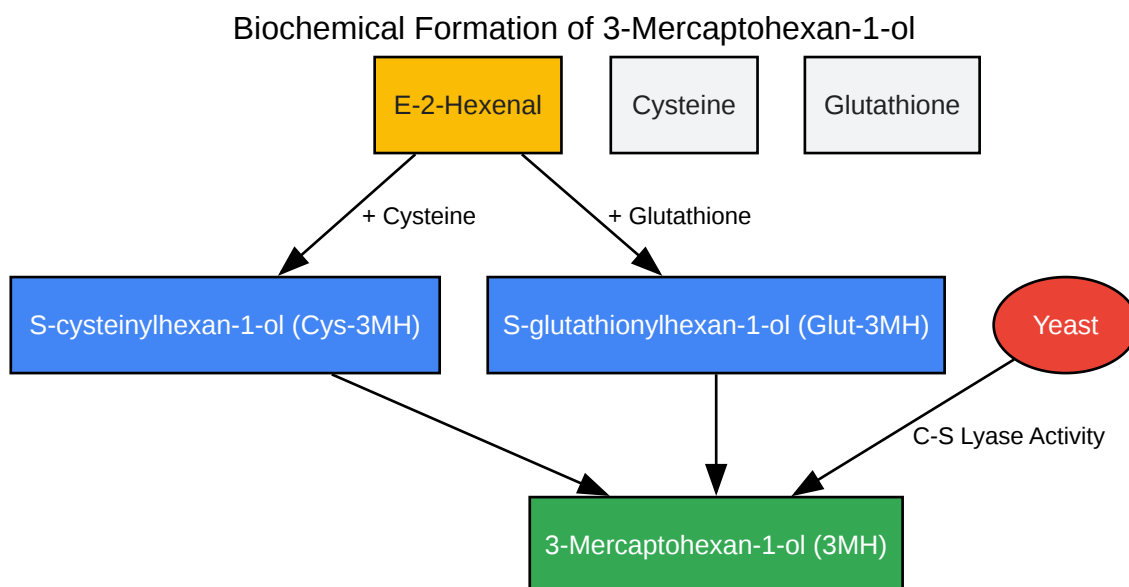 Biochemical Formation of 3-Mercaptohexan-1-ol
E-2-Hexenal
Cysteine
Glutathione
+ Cysteine
+ Glutathione
S-cysteinylhexan-1-ol (Cys-3MH)
S-glutathionylhexan-1-ol (Glut-3MH)
Yeast
C-S Lyase Activity
3-Mercaptohexan-1-ol (3MH)